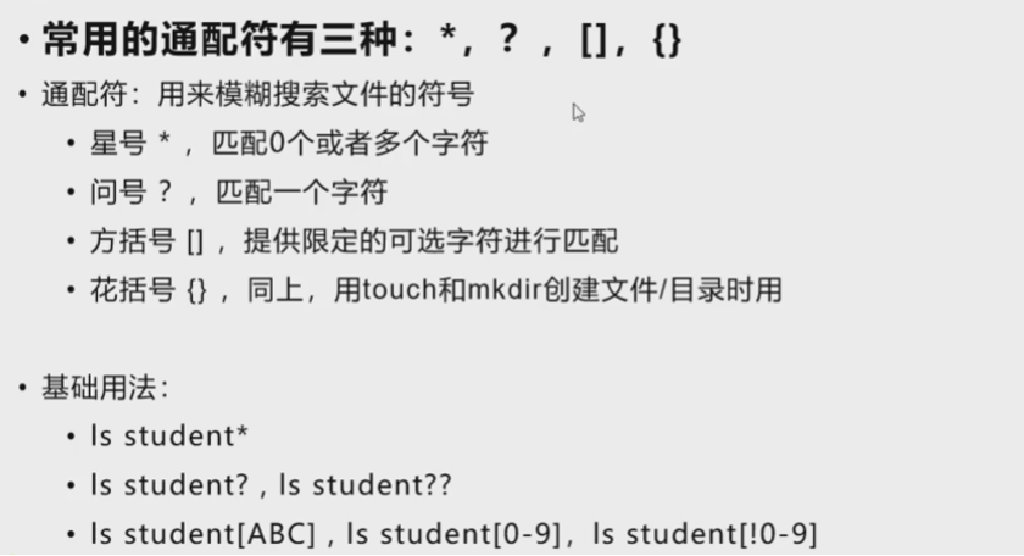 • 常用的通配符有三种：*，？，[]，{}
• 通配符：用来模糊搜索文件的符号
• 星号 * ，匹配0个或者多个字符
• 问号 ？，匹配一个字符
• 方括号 [] ，提供限定的可选字符进行匹配
• 花括号 {} ，同上，用touch和mkdir创建文件/目录时用
• 基础用法：
• ls student*
• ls student? , ls student??
• ls student[ABC] , ls student[0-9]，ls student[!0-9]